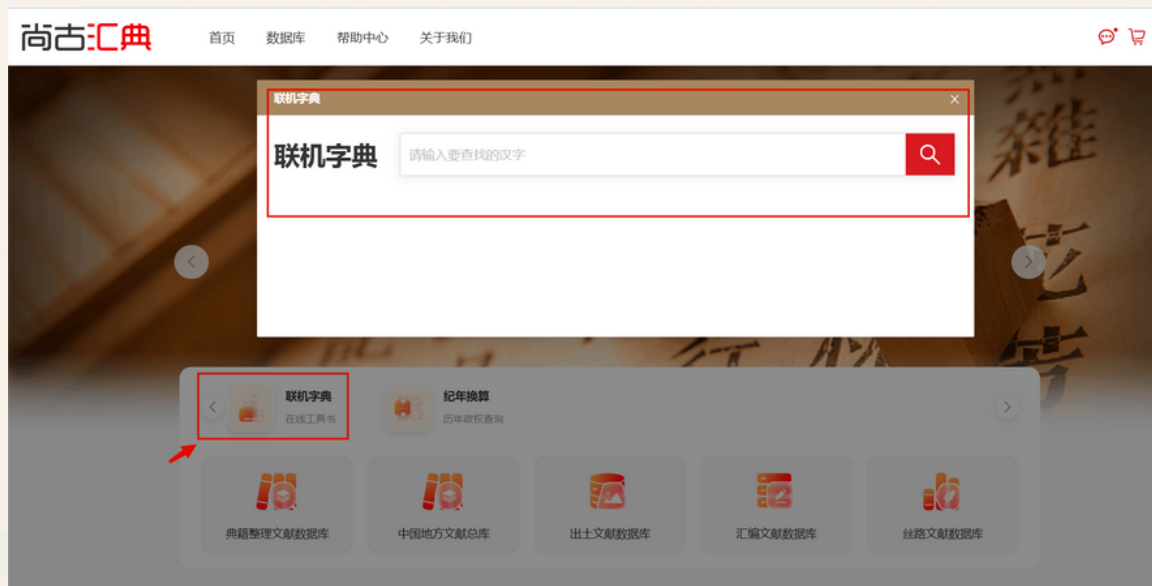 尚古汇典
首页 数据库 帮助中心 关于我们
联机字典
联机字典 请输入要查找的汉字
联机字典 纪年换算
在线工具书 历年政权查询
典籍整理文献数据库 中国地方文献总库 出土文献数据库 汇编文献数据库 丝路文献数据库